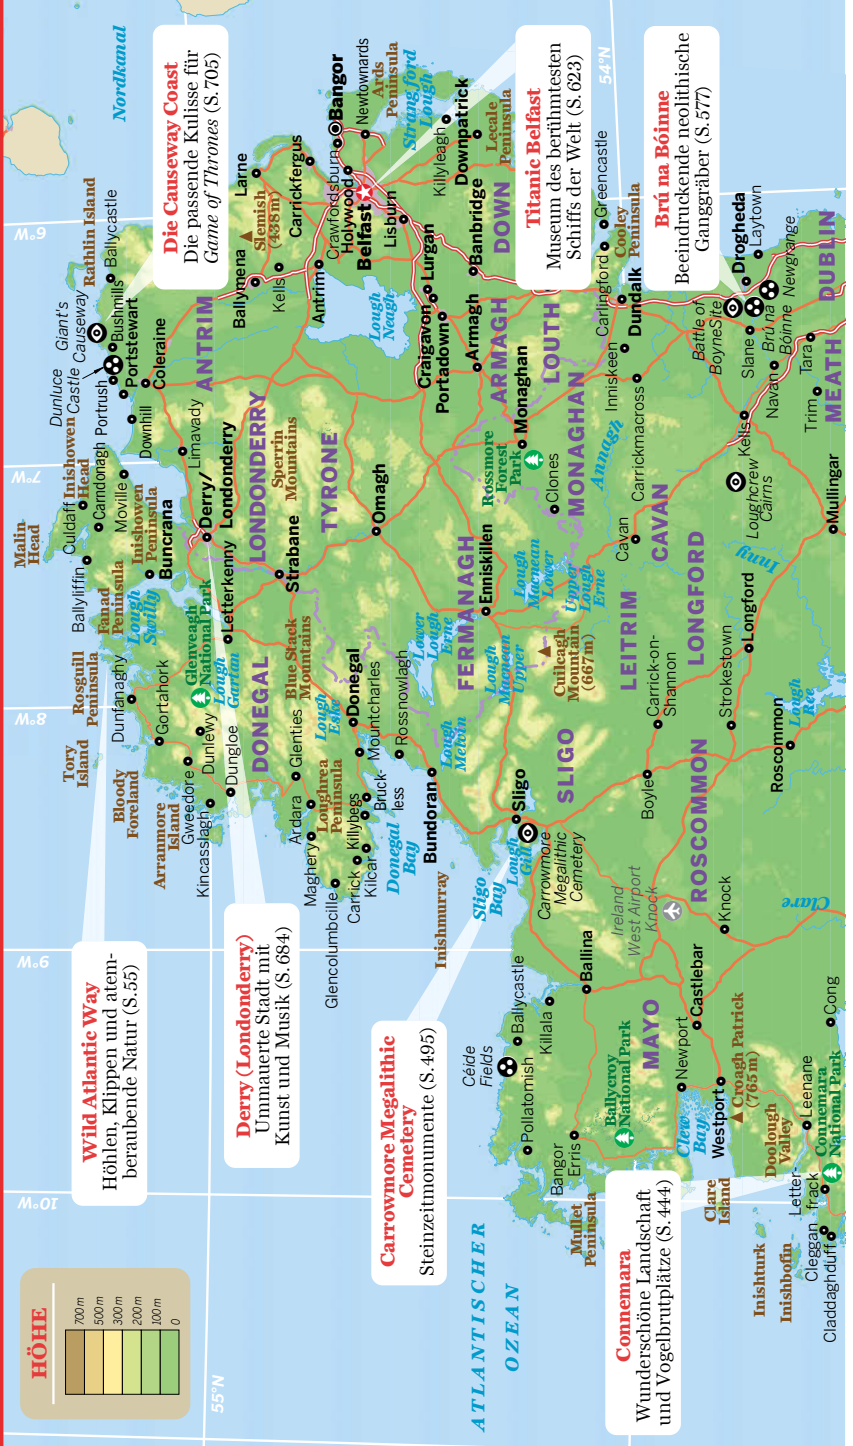 HÖHE
700 m
500 m
300 m
200 m
100 m
0
55°N
54°N
10°W
9°W
8°W
7°W
6°W
ATLANTISCHER
OZEAN
Nordkanal
Wild Atlantic Way
Höhlen, Klippen und atem-
beraubende Natur (S. 55)
Derry (Londonderry)
Ummauerte Stadt mit
Kunst und Musik (S. 684)
Carrowmore Megalithic
Cemetery
Steinzeitmonumente (S. 495)
Connemara
Wunderschöne Landschaft
und Vogelbrutplätze (S. 444)
Die Causeway Coast
Die passende Kulisse für
Game of Thrones (S. 705)
Titanic Belfast
Museum des berühmtesten
Schiffs der Welt (S. 623)
Brú na Bóinne
Beeindruckende neolithische
Ganggräber (S. 577)
Malin
Head
Culdaff
Inishowen
Head
Carndonagh
Ballyliffin
Moville
Inishowen
Peninsula
Buncrana
Fanad
Peninsula
Lough
Swilly
Rosguill
Peninsula
Dunfanaghy
Tory
Island
Gortahork
Bloody
Foreland
Arranmore
Island
Gweedore
Kincasslagh
Dunlewy
Dungloe
Glenveagh
National Park
Lough
Gartan
Letterkenny
Derry/
Londonderry
Limavady
Downhill
Dunluce
Castle
Portrush
Giant's
Causeway
Bushmills
Portstewart
Coleraine
Rathlin Island
Ballycastle
ANTRIM
Ballymena
Slemish
(438m)
Larne
Kells
Carrickfergus
Antrim
Crawfordsburn
Holywood
Bangor
Newtownards
Belfast
Ards
Peninsula
Strangford
Lough
Lisburn
Killyleagh
Downpatrick
Lecale
Peninsula
DOWN
Banbridge
Lough
Neagh
Lurgan
Craigavon
Portadown
Armagh
ARMAGH
LONDONDERRY
Sperrin
Mountains
TYRONE
Strabane
Omagh
DONEGAL
Blue Stack
Mountains
Glenties
Ardara
Loughrea
Peninsula
Maghery
Glencolumbcille
Carrick
Kilcar
Killybegs
Bruck-
less
Donegal
Mountcharles
Lough
Eske
Rossnowlagh
Donegal
Bay
Bundoran
Lough
Melvin
Lower
Lough
Erne
FERMANAGH
Enniskillen
Lough
Macnean
Upper
Lough
Macnean
Lower
Upper
Lough
Erne
Cuilcagh
Mountain
(667 m)
Rossmore
Forest
Park
Monaghan
MONAGHAN
Clones
Annagh
LOUTH
Inniskeen
Carrickmacross
Carlingford
Greencastle
Cooley
Peninsula
Dundalk
Inishmurray
Sligo
Bay
Sligo
Lough
Gill
Carrowmore
Megalithic
Cemetery
SLIGO
LEITRIM
CAVAN
Cavan
LONGFORD
Longford
Inny
Carrick-on-
Shannon
Strokestown
Boyle
ROSCOMMON
Roscommon
Lough
Ree
Ireland
West Airport
Knock
Knock
Clare
Céide
Fields
Ballycastle
Killala
Ballina
Pollatomish
Bangor
Erris
Mullet
Peninsula
Ballycroy
National Park
MAYO
Newport
Castlebar
Clew
Bay
Westport
Croagh Patrick
(765 m)
Clare
Island
Doolough
Valley
Leenane
Cong
Connemara
National Park
Letter-
frack
Cleggan
Claddaghduff
Inishturk
Inishbofin
Loughcrew
Cairns
Kells
Battle of
Boyne Site
Slane
Brú na
Bóinne
Newgrange
Drogheda
Laytown
Navan
Tara
Trim
MEATH
DUBLIN
Mullingar